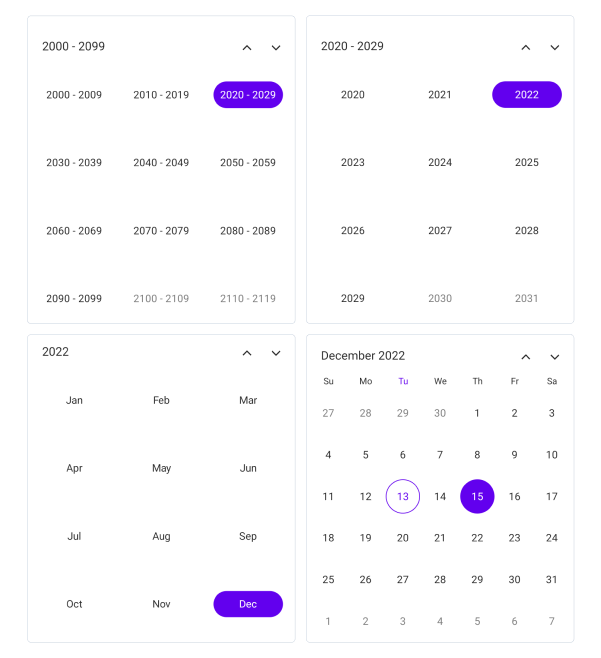 2000 - 2099
2000 - 2009 2010 - 2019 2020 - 2029
2030 - 2039 2040 - 2049 2050 - 2059
2060 - 2069 2070 - 2079 2080 - 2089
2090 - 2099 2100 - 2109 2110 - 2119
2020 - 2029
2020 2021 2022
2023 2024 2025
2026 2027 2028
2029 2030 2031
2022
Jan Feb Mar
Apr May Jun
Jul Aug Sep
Oct Nov Dec
December 2022
Su Mo Tu We Th Fr Sa
27 28 29 30 1 2 3
4 5 6 7 8 9 10
11 12 13 14 15 16 17
18 19 20 21 22 23 24
25 26 27 28 29 30 31
1 2 3 4 5 6 7